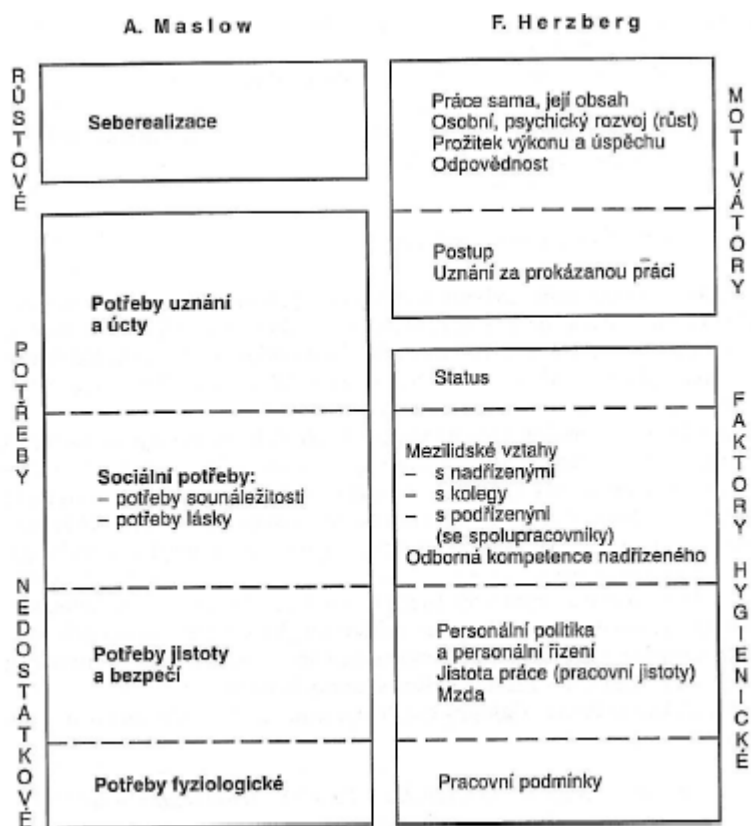 A. Maslow
F. Herzberg
RŮSTOVÉ
Seberealizace
Práce sama, její obsah
Osobní, psychický rozvoj (růst)
Prožitek výkonu a úspěchu
Odpovědnost
MOTIVÁTORY
Postup
Uznání za prokázanou práci
POTŘEBY
NEDOSTATKOVÉ
Potřeby uznání
a úcty
Sociální potřeby:
– potřeby sounáležitosti
– potřeby lásky
Potřeby jistoty
a bezpečí
Potřeby fyziologické
Status
Mezilidské vztahy
– s nadřízenými
– s kolegy
– s podřízenýni
(se spolupracovníky)
Odborná kompetence nadřízeného
Personální politika
a personální řízení
Jistota práce (pracovní jistoty)
Mzda
Pracovní podmínky
FAKTORY
HYGIENICKÉ